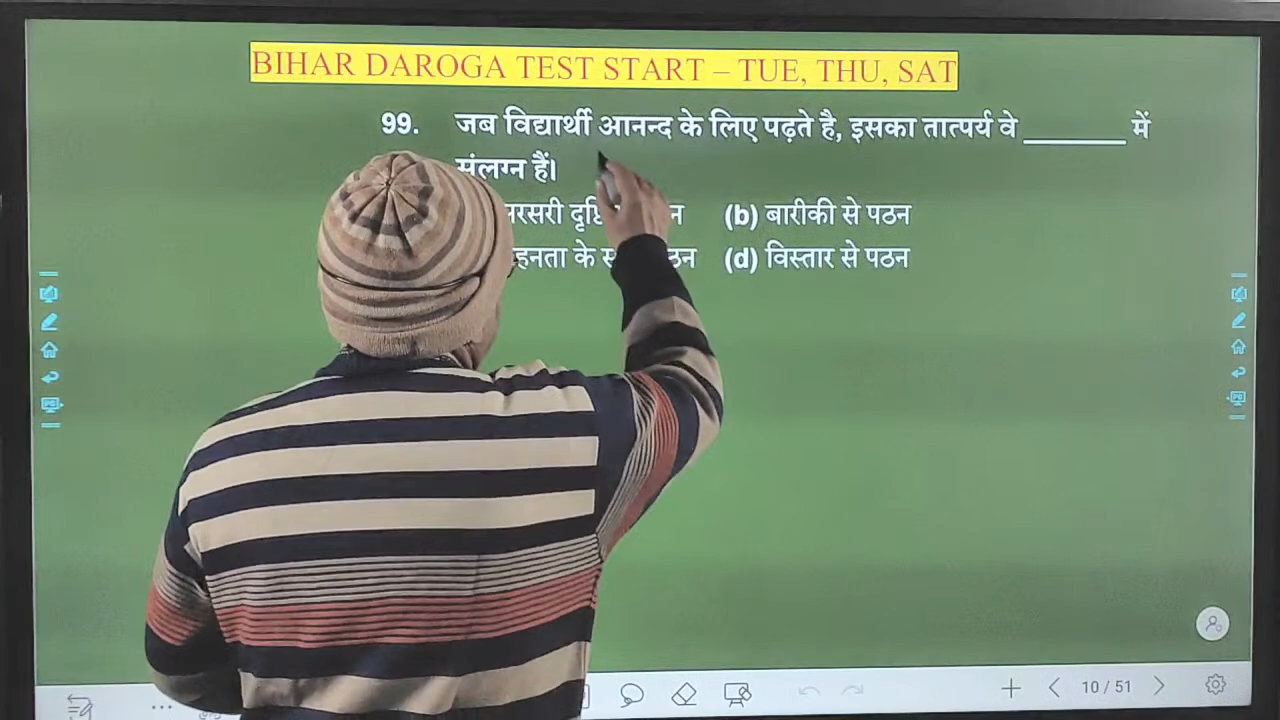 BIHAR DAROGA TEST START – TUE, THU, SAT
99. जब विद्यार्थी आनन्द के लिए पढ़ते है, इसका तात्पर्य वे ________ में
संलग्न हैं।
(b) बारीकी से पठन
के (d) विस्तार से पठन
10 / 51